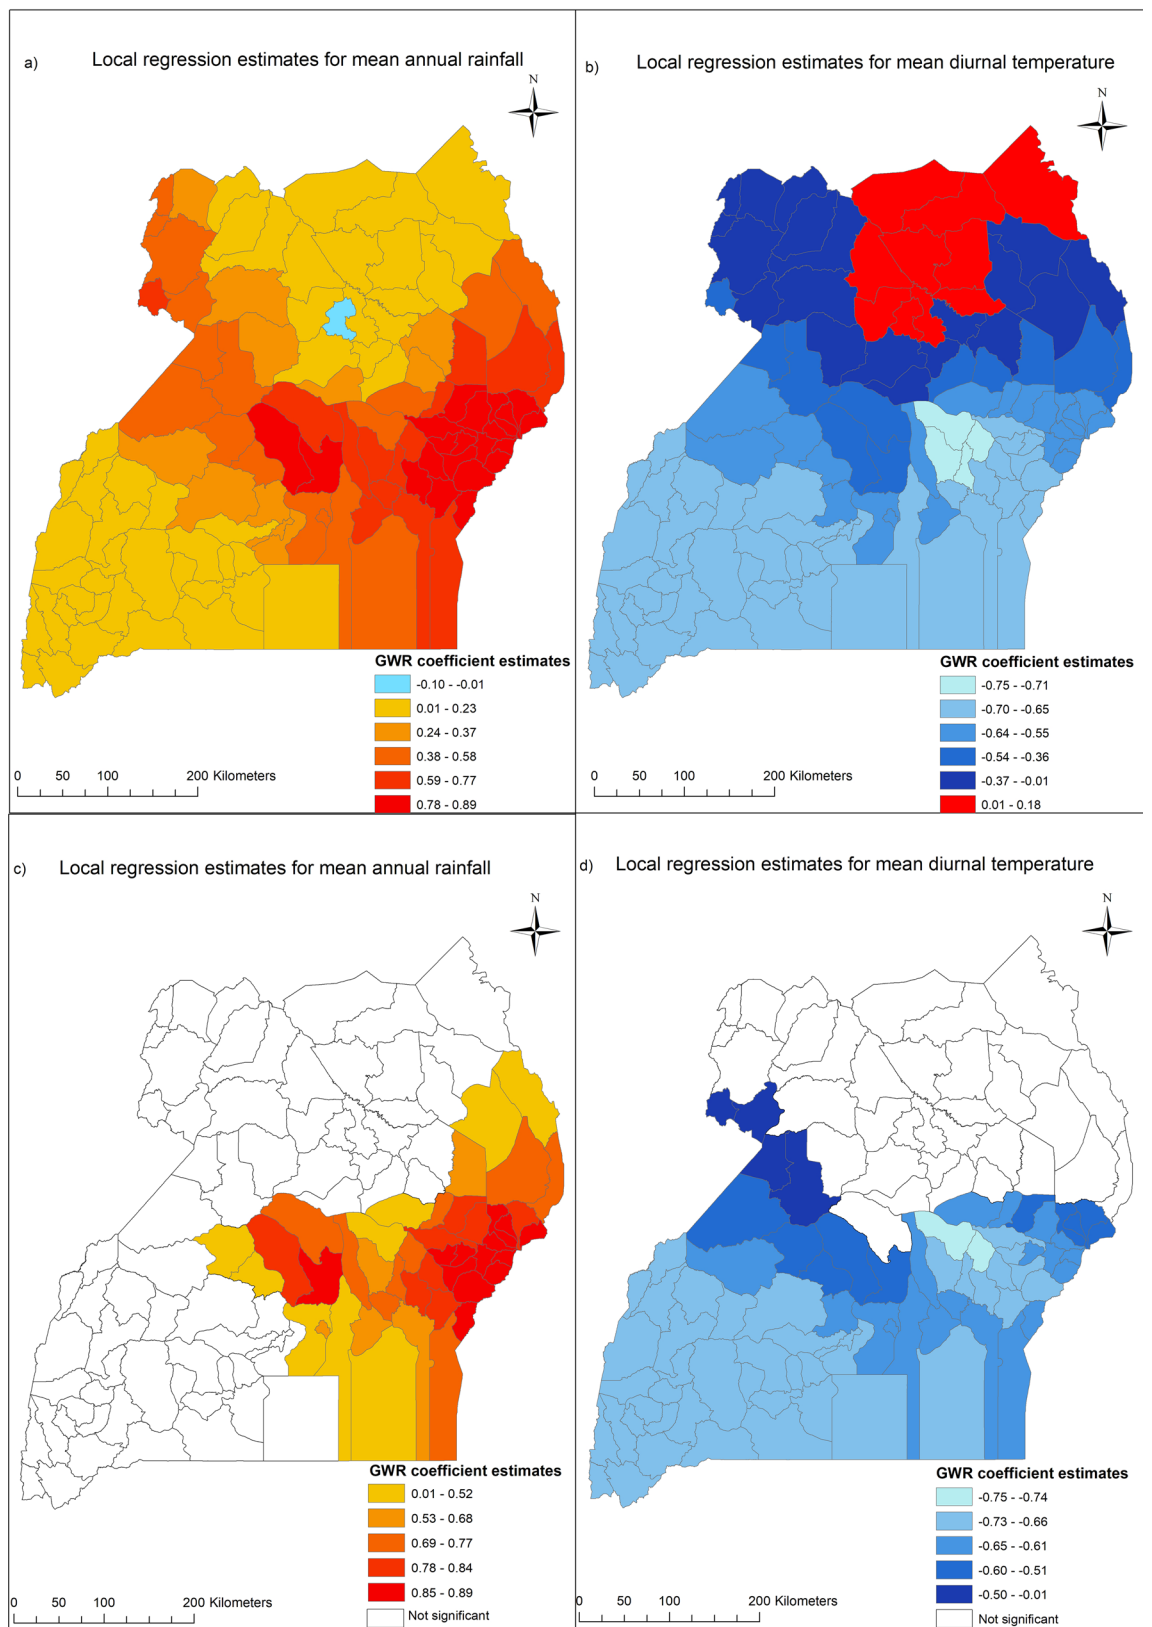 a) Local regression estimates for mean annual rainfall
N
GWR coefficient estimates
-0.10 - -0.01
0.01 - 0.23
0.24 - 0.37
0.38 - 0.58
0.59 - 0.77
0.78 - 0.89
0 50 100 200 Kilometers
b) Local regression estimates for mean diurnal temperature
N
GWR coefficient estimates
-0.75 - -0.71
-0.70 - -0.65
-0.64 - -0.55
-0.54 - -0.36
-0.37 - -0.01
0.01 - 0.18
0 50 100 200 Kilometers
c) Local regression estimates for mean annual rainfall
N
GWR coefficient estimates
0.01 - 0.52
0.53 - 0.68
0.69 - 0.77
0.78 - 0.84
0.85 - 0.89
Not significant
0 50 100 200 Kilometers
d) Local regression estimates for mean diurnal temperature
N
GWR coefficient estimates
-0.75 - -0.74
-0.73 - -0.66
-0.65 - -0.61
-0.60 - -0.51
-0.50 - -0.01
Not significant
0 50 100 200 Kilometers